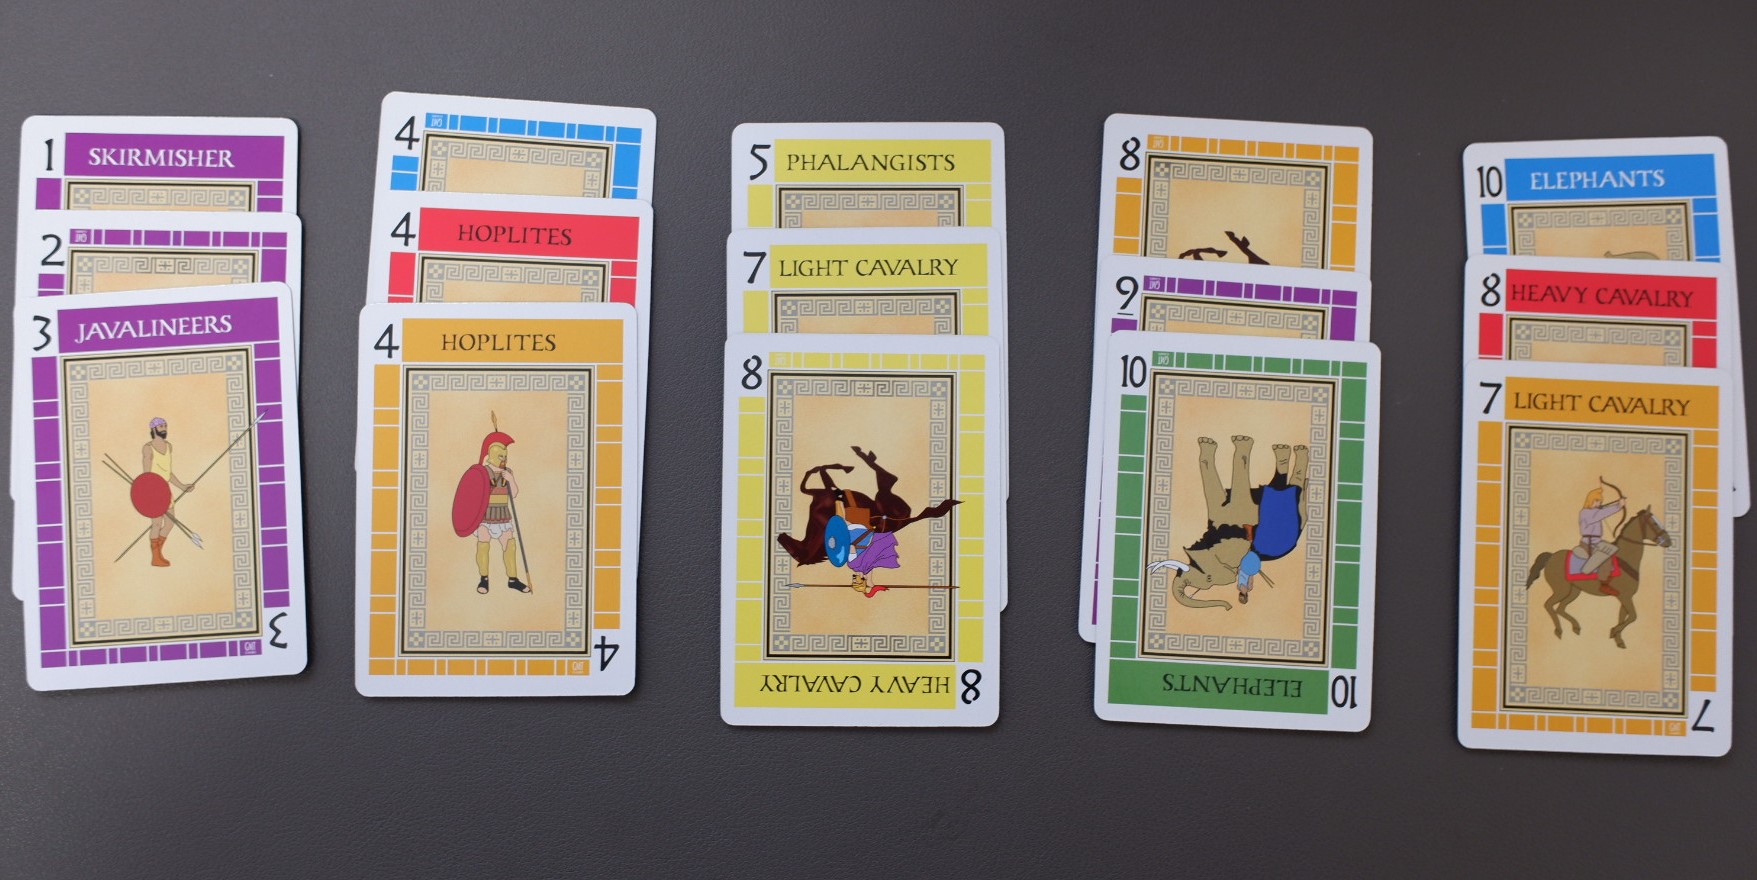 1 SKIRMISHER
2
3 JAVALINEERS
3
4
4 HOPLITES
4 HOPLITES
4
5 PHALANGISTS
7 LIGHT CAVALRY
8
HEAVY CAVALRY 8
8
9
10
ELEPHANTS 10
10 ELEPHANTS
8 HEAVY CAVALRY
7 LIGHT CAVALRY
7